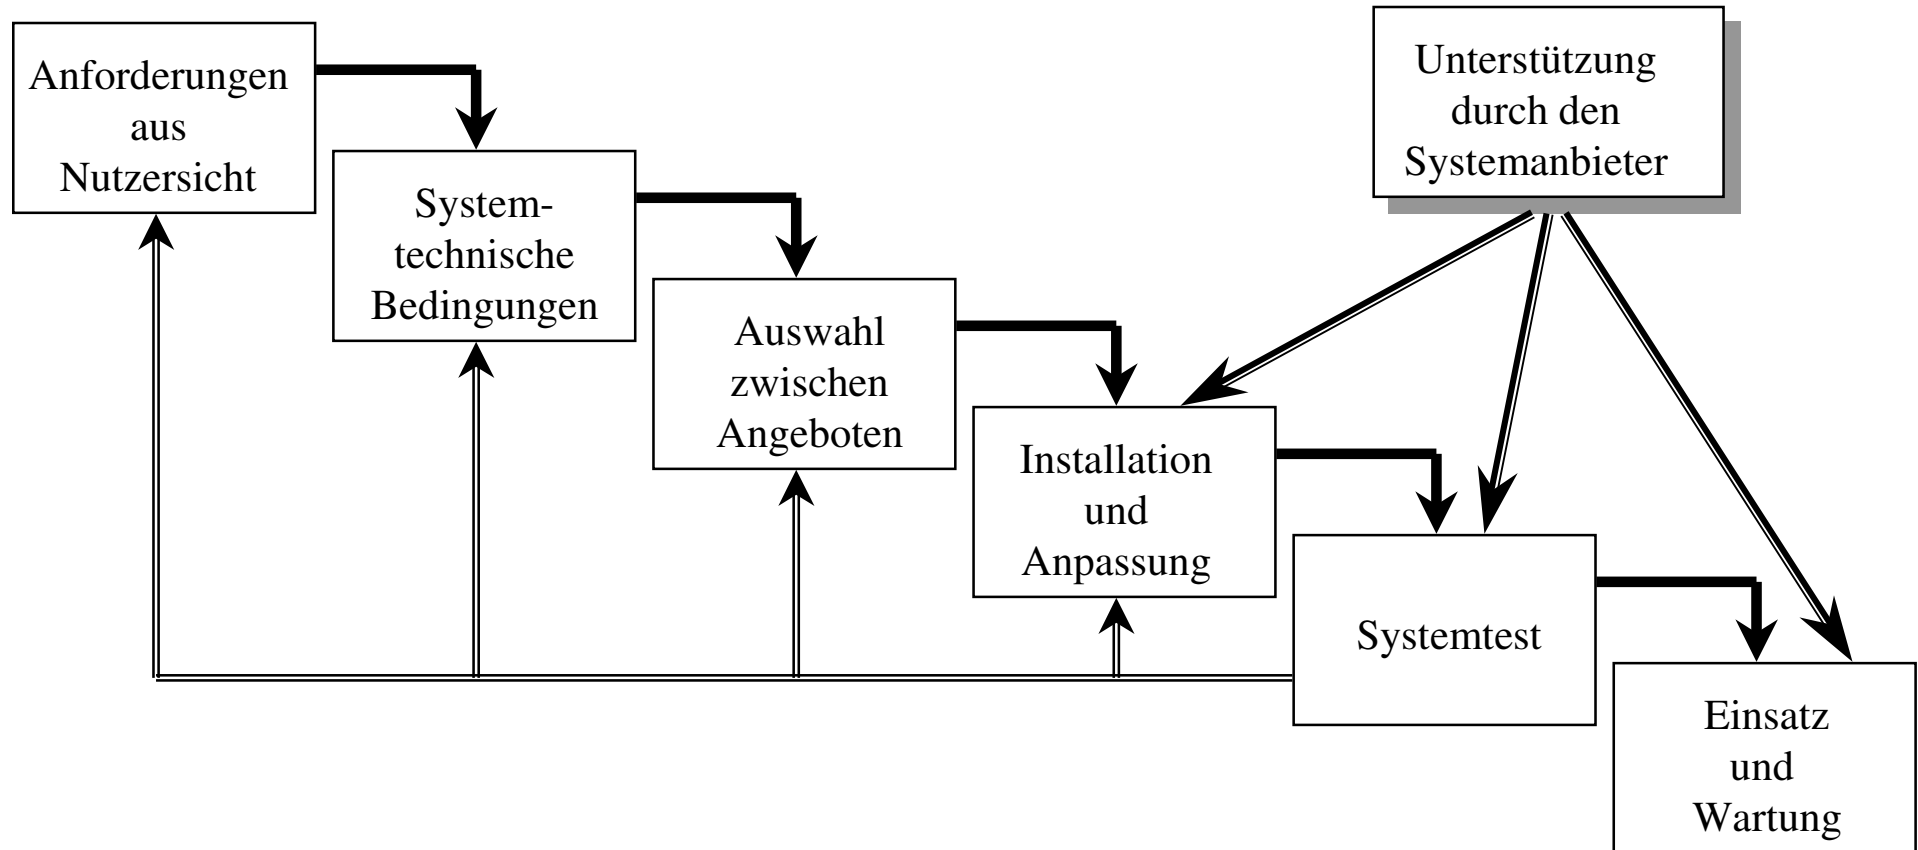 Anforderungen
aus
Nutzersicht
System-
technische
Bedingungen
Auswahl
zwischen
Angeboten
Installation
und
Anpassung
Systemtest
Einsatz
und
Wartung
Unterstützung
durch den
Systemanbieter